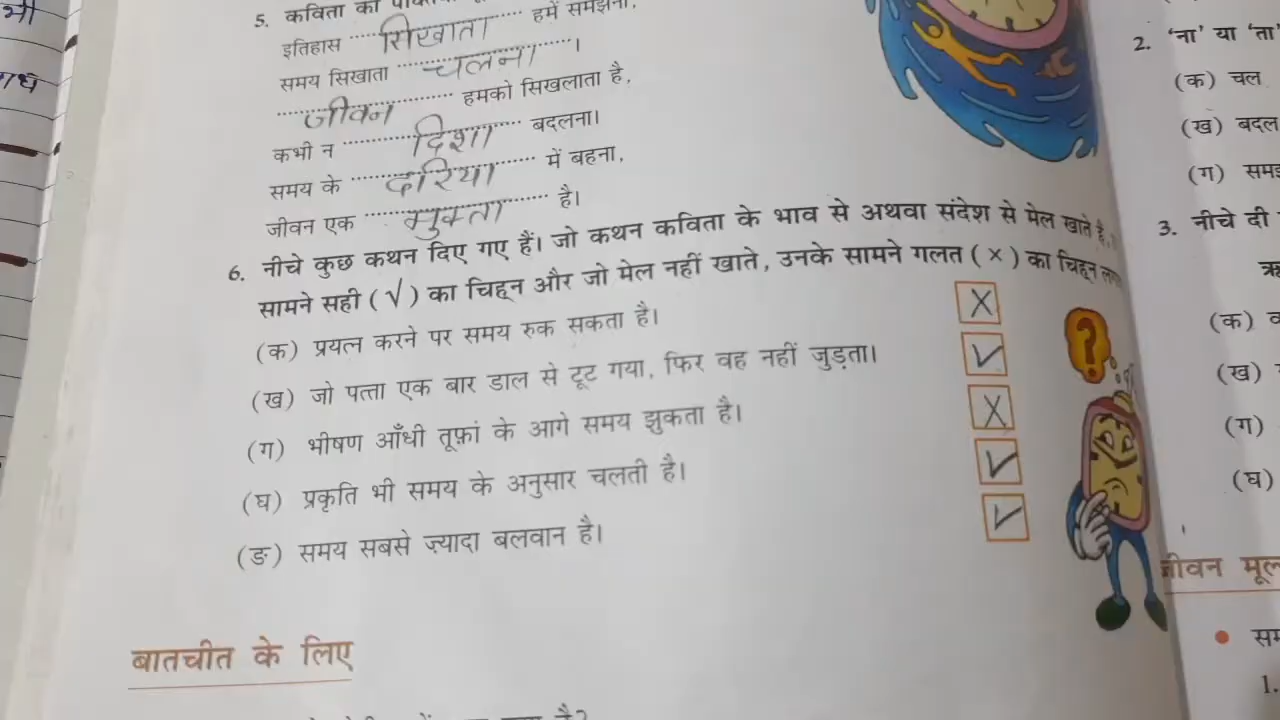 5. कविता की
इतिहास सिखाता हमें समझना,
समय सिखाता चलना ।
जीवन हमको सिखलाता है,
कभी न दिशा बदलना।
समय के दरिया में बहना,
जीवन एक मुक्ता है।
6. नीचे कुछ कथन दिए गए हैं। जो कथन कविता के भाव से अथवा संदेश से मेल खाते हैं,
सामने सही (√) का चिह्न और जो मेल नहीं खाते, उनके सामने गलत (×) का चिह्न
(क) प्रयत्न करने पर समय रुक सकता है। X
(ख) जो पत्ता एक बार डाल से टूट गया, फिर वह नहीं जुड़ता। ✓
(ग) भीषण आँधी तूफ़ां के आगे समय झुकता है। X
(घ) प्रकृति भी समय के अनुसार चलती है। ✓
(ङ) समय सबसे ज़्यादा बलवान है। ✓
?
बातचीत के लिए
2. 'ना' या 'ता'
(क) चल
(ख) बदल
(ग) समझ
3. नीचे दी
(क)
(ख)
(ग)
(घ)
जीवन मूल
• सम
1.